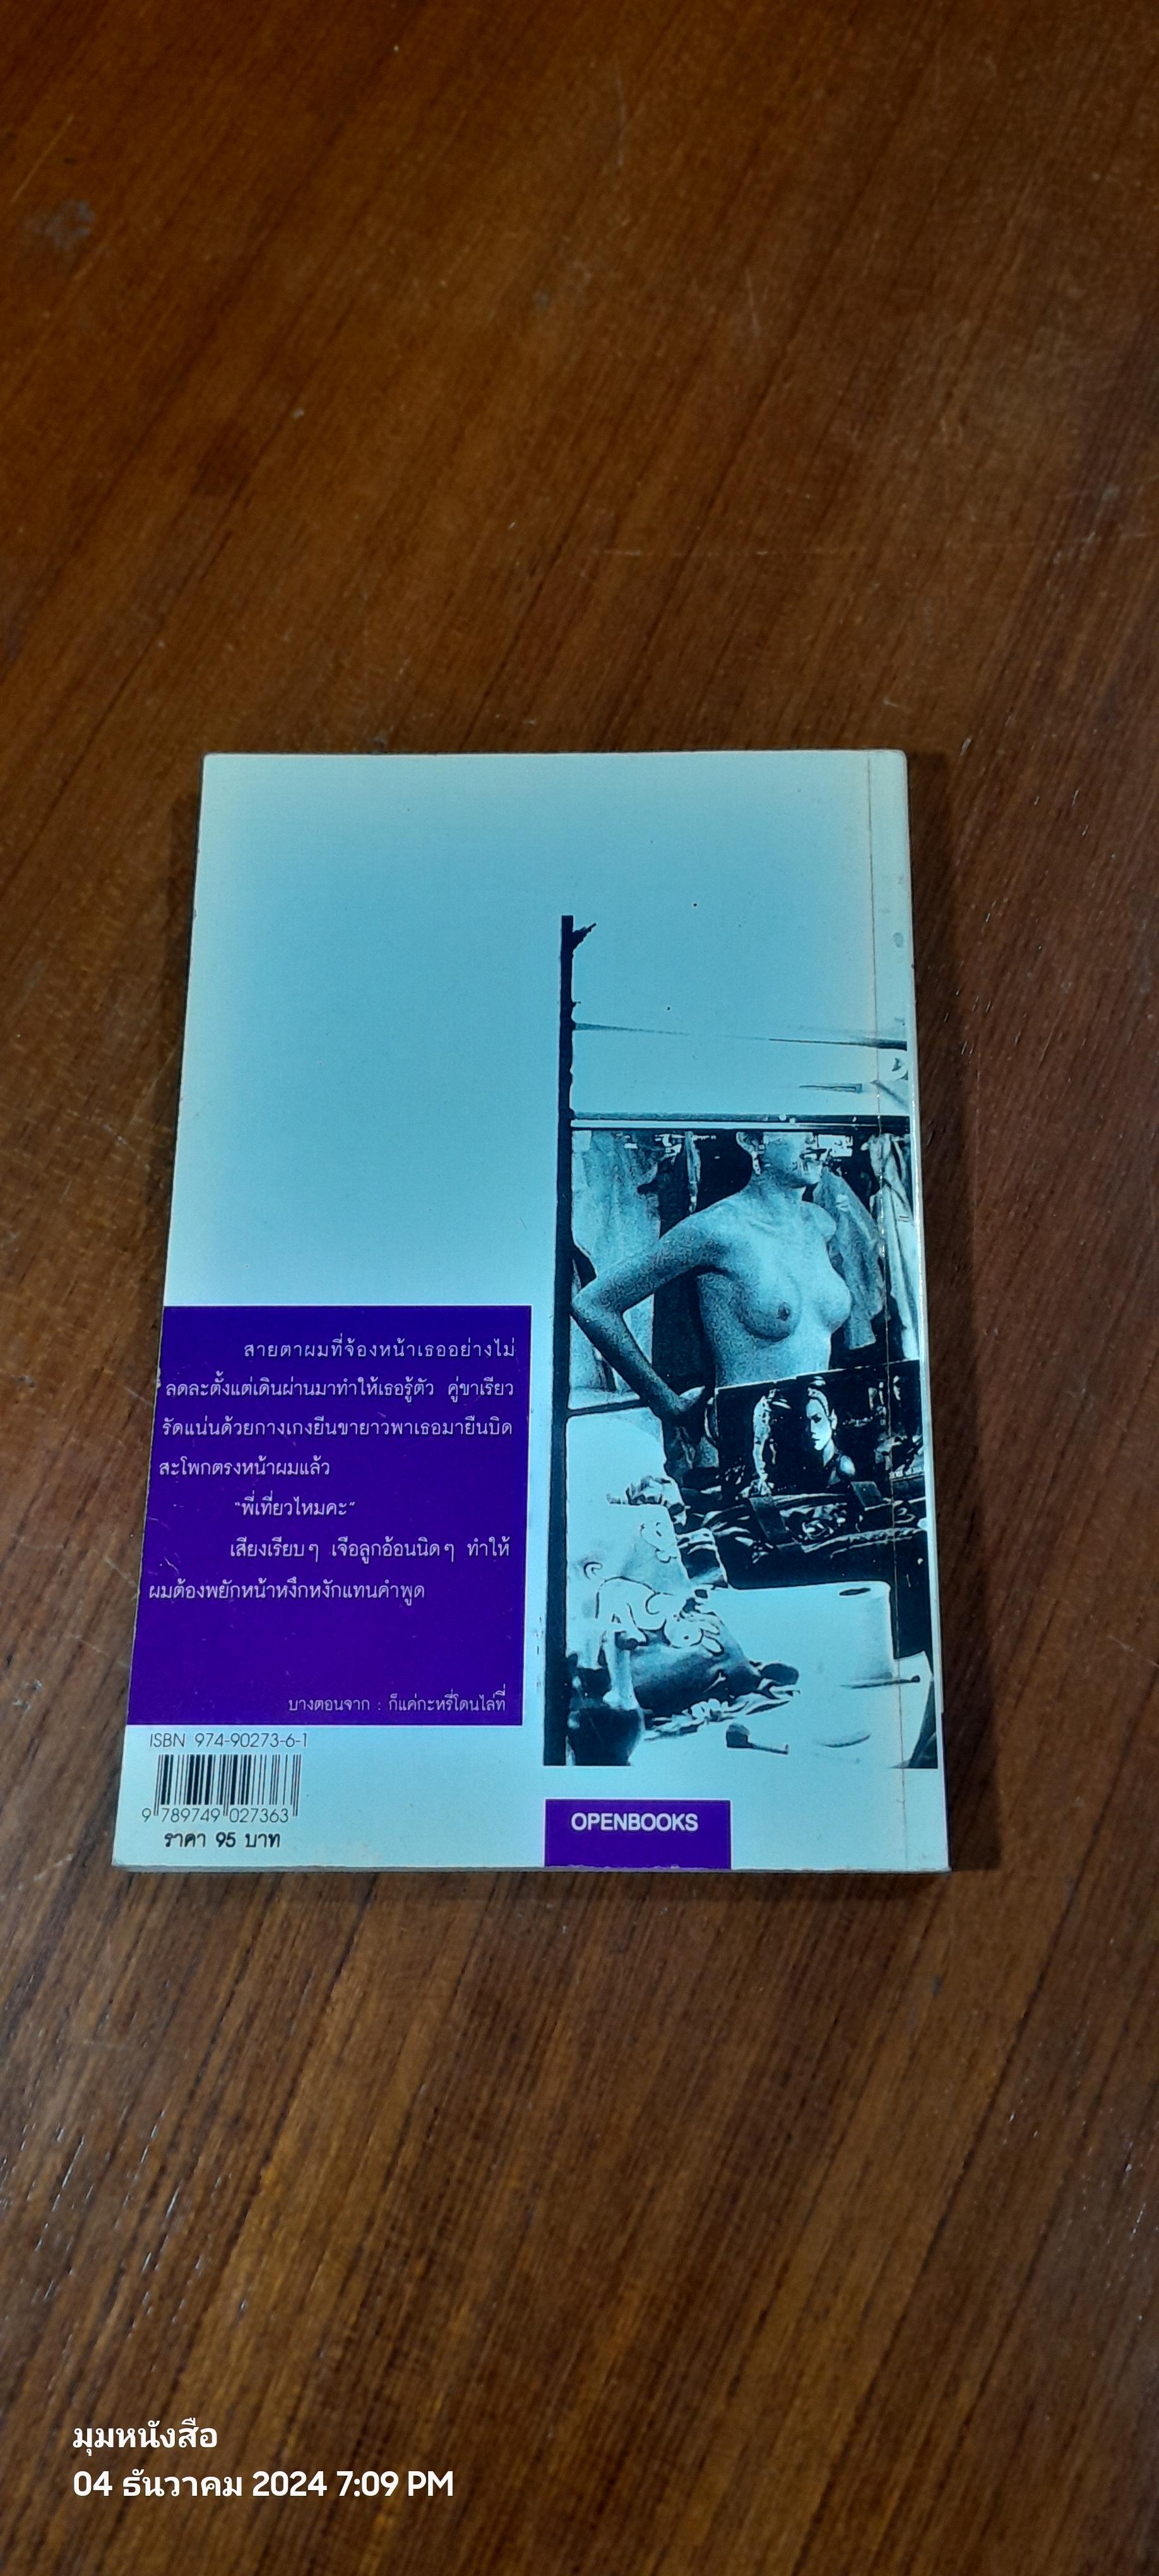 สายตาผมที่จ้องหน้าเธออย่างไม่
ลดละตั้งแต่เดินผ่านมาทำให้เธอรู้ตัว คู่ขาเรียว
รัดแน่นด้วยกางเกงยีนขายาวพาเธอมายืนบิด
สะโพกตรงหน้าผมแล้ว
"พี่เที่ยวไหมคะ"
เสียงเรียบๆ เจือลูกอ้อนนิดๆ ทำให้
ผมต้องพยักหน้าหงึกหงักแทนคำพูด
บางตอนจาก : ก็แค่กะหรี่โดนไล่ที่
ISBN 974-90273-6-1
9 789749 027363
ราคา 95 บาท
OPENBOOKS
มุมหนังสือ
04 ธันวาคม 2024 7:09 PM